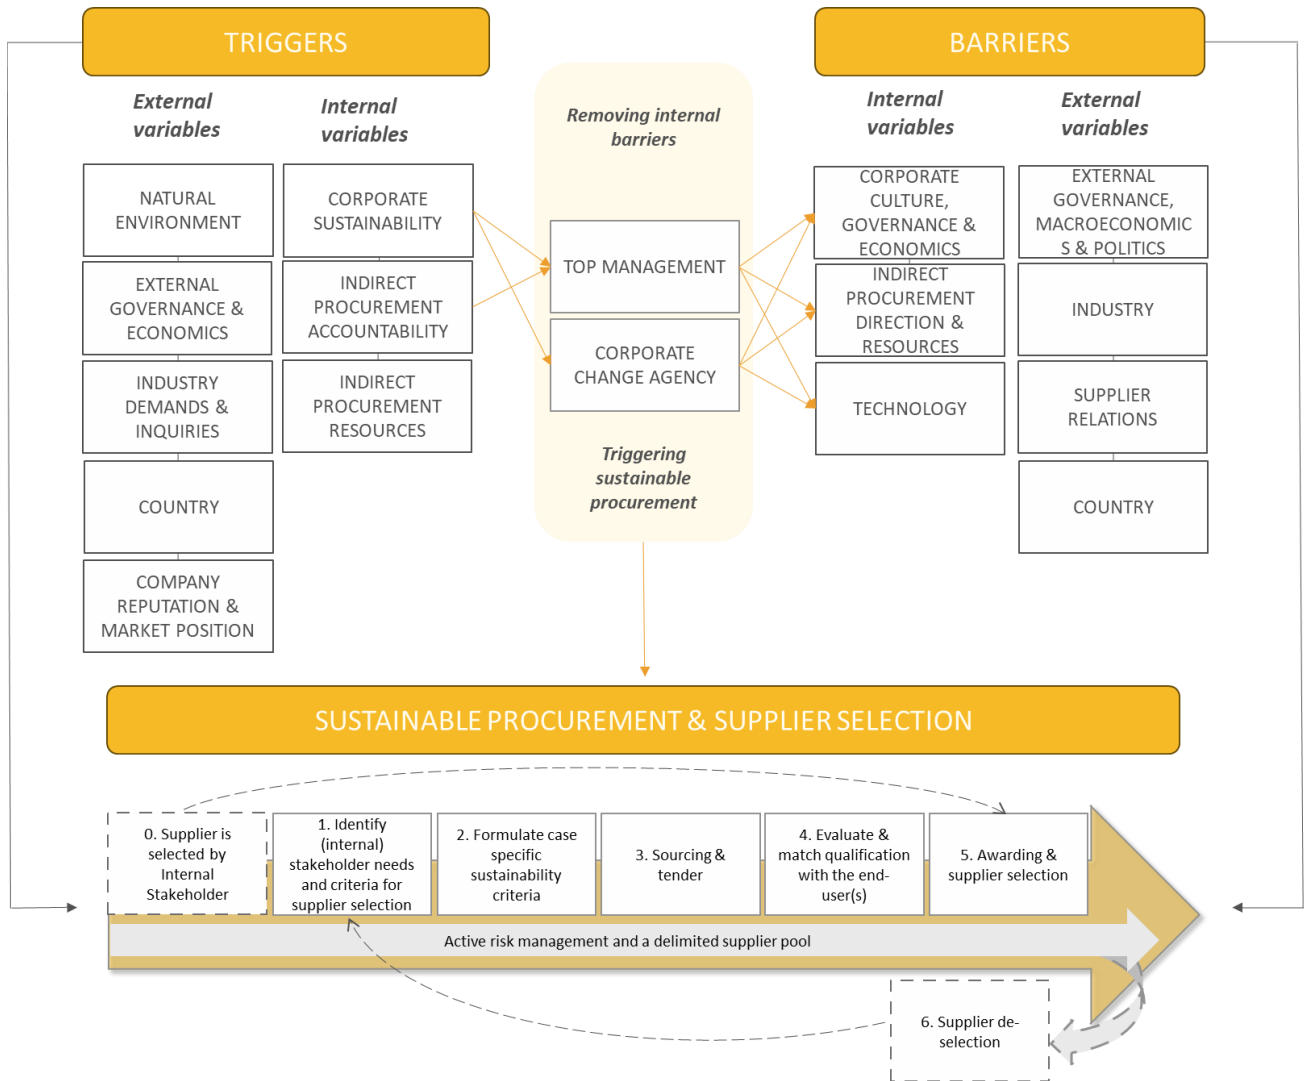 TRIGGERS
BARRIERS
External
variables
Internal
variables
Removing internal
barriers
Internal
variables
External
variables
NATURAL
ENVIRONMENT
EXTERNAL
GOVERNANCE &
ECONOMICS
INDUSTRY
DEMANDS &
INQUIRIES
COUNTRY
COMPANY
REPUTATION &
MARKET POSITION
CORPORATE
SUSTAINABILITY
INDIRECT
PROCUREMENT
ACCOUNTABILITY
INDIRECT
PROCUREMENT
RESOURCES
TOP MANAGEMENT
CORPORATE
CHANGE AGENCY
Triggering
sustainable
procurement
CORPORATE
CULTURE,
GOVERNANCE &
ECONOMICS
INDIRECT
PROCUREMENT
DIRECTION &
RESOURCES
TECHNOLOGY
EXTERNAL
GOVERNANCE,
MACROECONOMIC
S & POLITICS
INDUSTRY
SUPPLIER
RELATIONS
COUNTRY
SUSTAINABLE PROCUREMENT & SUPPLIER SELECTION
0. Supplier is
selected by
Internal
Stakeholder
1. Identify
(internal)
stakeholder needs
and criteria for
supplier selection
2. Formulate case
specific
sustainability
criteria
3. Sourcing &
tender
4. Evaluate &
match qualification
with the end-
user(s)
5. Awarding &
supplier selection
Active risk management and a delimited supplier pool
6. Supplier de-
selection